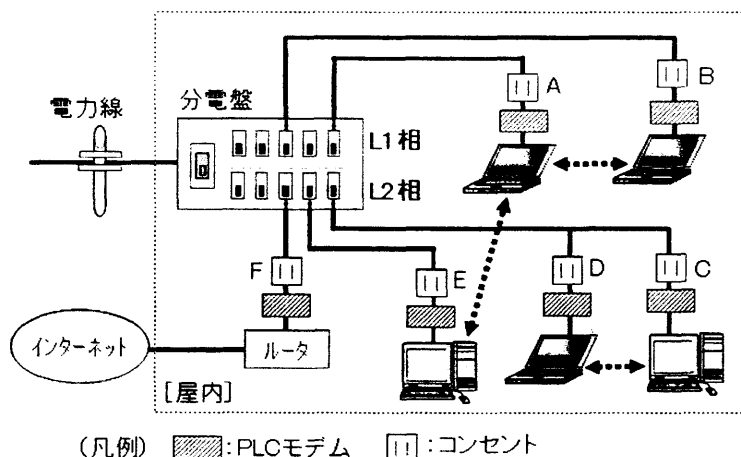 電力線
分電盤
L1相
L2相
A
B
F
E
D
C
インターネット
ルータ
[屋内]
(凡例) :PLCモデム :コンセント